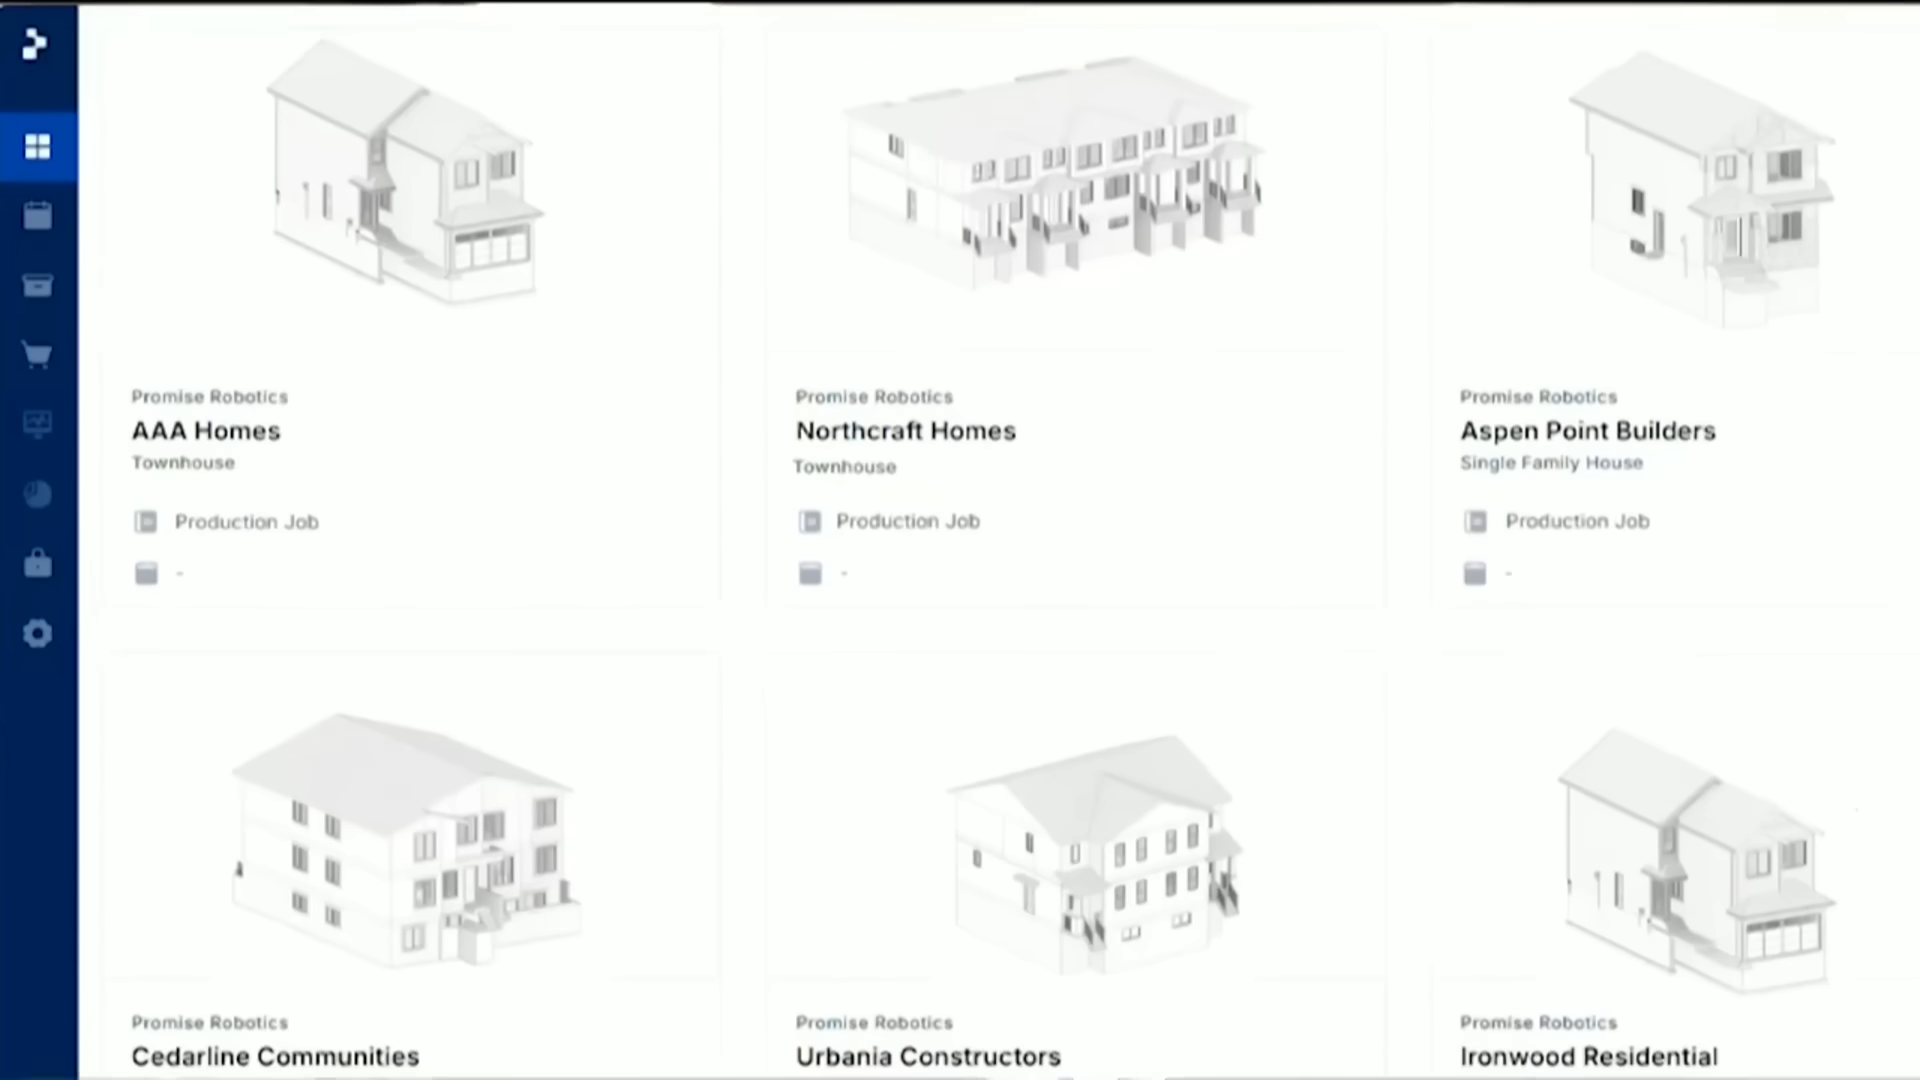 Promise Robotics
AAA Homes
Townhouse
Production Job
-
Promise Robotics
Northcraft Homes
Townhouse
Production Job
-
Promise Robotics
Aspen Point Builders
Single Family House
Production Job
-
Promise Robotics
Cedarline Communities
Promise Robotics
Urbania Constructors
Promise Robotics
Ironwood Residential